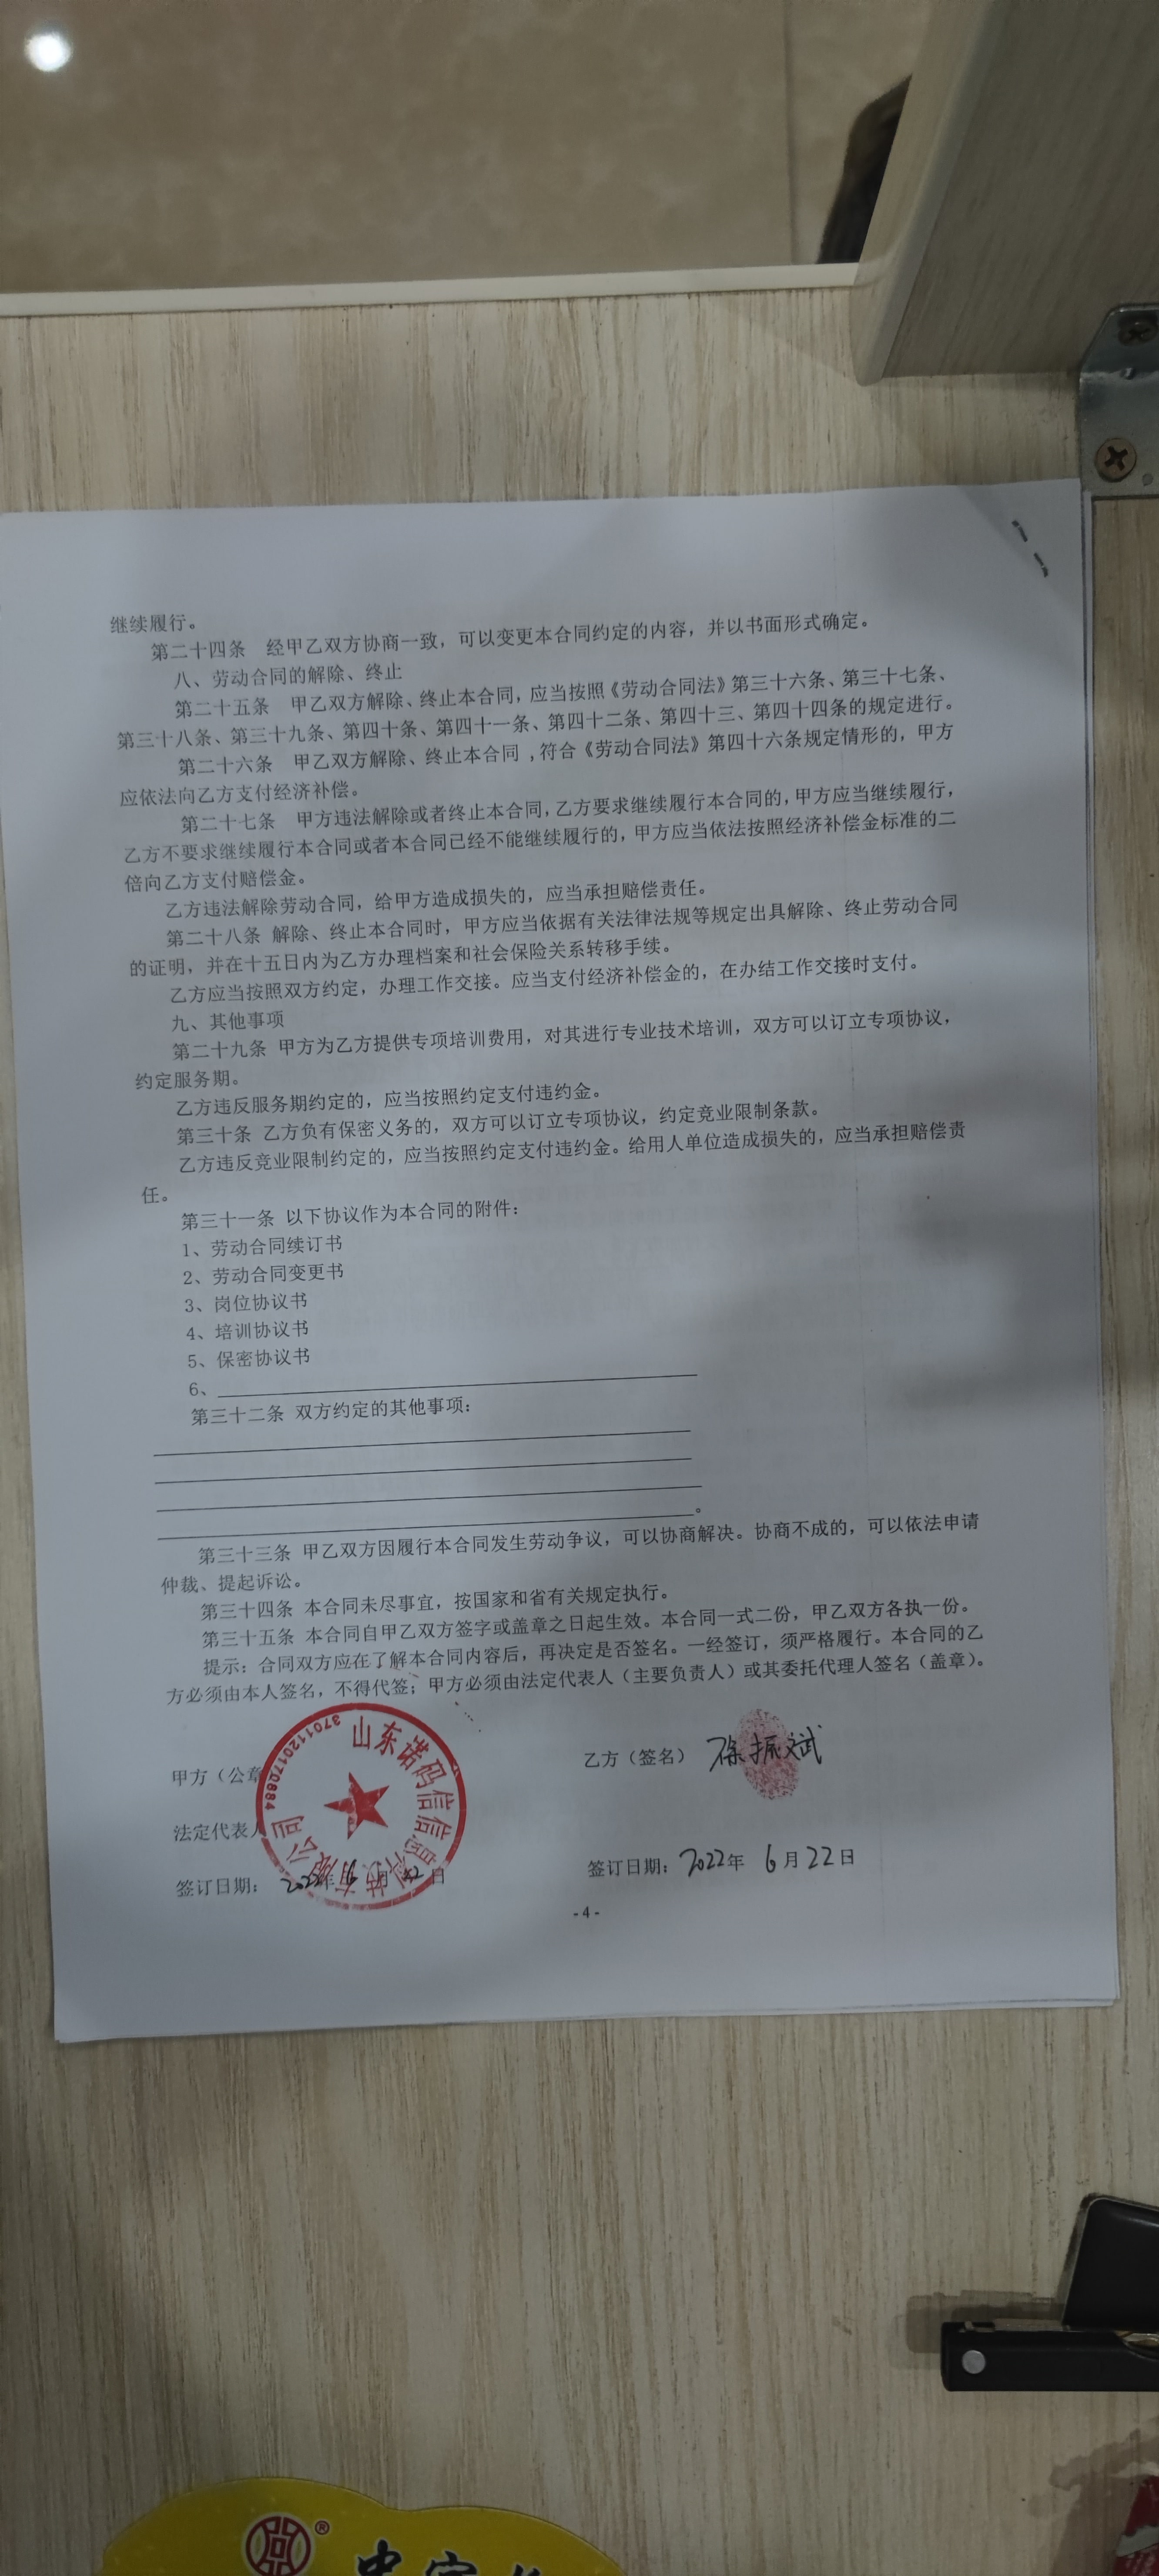 继续履行。
第二十四条 经甲乙双方协商一致，可以变更本合同约定的内容，并以书面形式确定。
八、劳动合同的解除、终止
第二十五条 甲乙双方解除、终止本合同，应当按照《劳动合同法》第三十六条、第三十七条、
第三十八条、第三十九条、第四十条、第四十一条、第四十二条、第四十三、第四十四条的规定进行。
第二十六条 甲乙双方解除、终止本合同，符合《劳动合同法》第四十六条规定情形的，甲方
应依法向乙方支付经济补偿。
第二十七条 甲方违法解除或者终止本合同，乙方要求继续履行本合同的，甲方应当继续履行，
乙方不要求继续履行本合同或者本合同已经不能继续履行的，甲方应当依法按照经济补偿金标准的二
倍向乙方支付赔偿金。
乙方违法解除劳动合同，给甲方造成损失的，应当承担赔偿责任。
第二十八条 解除、终止本合同时，甲方应当依据有关法律法规等规定出具解除、终止劳动合同
的证明，并在十五日内为乙方办理档案和社会保险关系转移手续。
乙方应当按照双方约定，办理工作交接。应当支付经济补偿金的，在办结工作交接时支付。
九、其他事项
第二十九条 甲方为乙方提供专项培训费用，对其进行专业技术培训，双方可以订立专项协议，
约定服务期。
乙方违反服务期约定的，应当按照约定支付违约金。
第三十条 乙方负有保密义务的，双方可以订立专项协议，约定竞业限制条款。
乙方违反竞业限制约定的，应当按照约定支付违约金。给用人单位造成损失的，应当承担赔偿责
任。
第三十一条 以下协议作为本合同的附件：
1、劳动合同续订书
2、劳动合同变更书
3、岗位协议书
4、培训协议书
5、保密协议书
6、
第三十二条 双方约定的其他事项：
。
第三十三条 甲乙双方因履行本合同发生劳动争议，可以协商解决。协商不成的，可以依法申请
仲裁、提起诉讼。
第三十四条 本合同未尽事宜，按国家和省有关规定执行。
第三十五条 本合同自甲乙双方签字或盖章之日起生效。本合同一式二份，甲乙双方各执一份。
提示：合同双方应在了解本合同内容后，再决定是否签名。一经签订，须严格履行。本合同的乙
方必须由本人签名，不得代签；甲方必须由法定代表人（主要负责人）或其委托代理人签名（盖章）。
甲方（公章
山东诺码信信息科技有限公司
3701120170684
乙方（签名） 徐振斌
法定代表人
签订日期： 2022年 6 月 22 日
签订日期： 2022年 6月22日
- 4 -
®